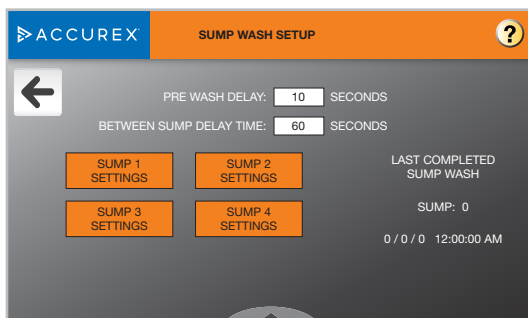 ACCUREX
SUMP WASH SETUP
?
PRE WASH DELAY: 10 SECONDS
BETWEEN SUMP DELAY TIME: 60 SECONDS
SUMP 1
SETTINGS
SUMP 2
SETTINGS
SUMP 3
SETTINGS
SUMP 4
SETTINGS
LAST COMPLETED
SUMP WASH
SUMP: 0
0 / 0 / 0 12:00:00 AM